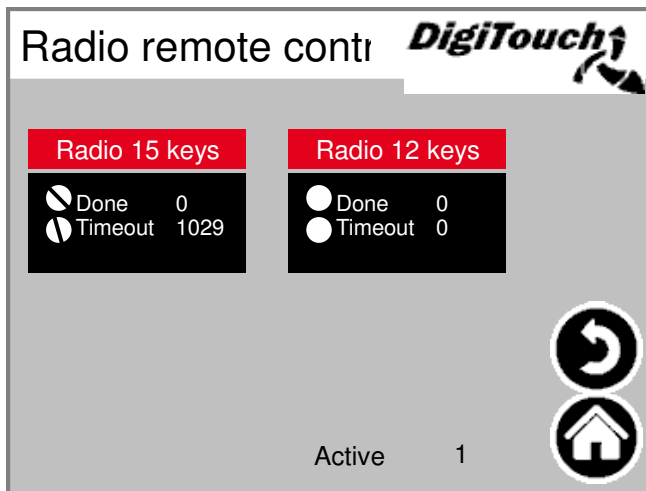 Radio remote contr
DigiTouch
Radio 15 keys
Done 0
Timeout 1029
Radio 12 keys
Done 0
Timeout 0
Active 1